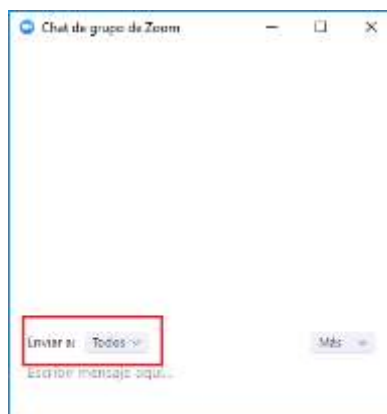 Chat de grupo de Zoom
Enviar a: Todos
Más
Escribir mensaje aquí...